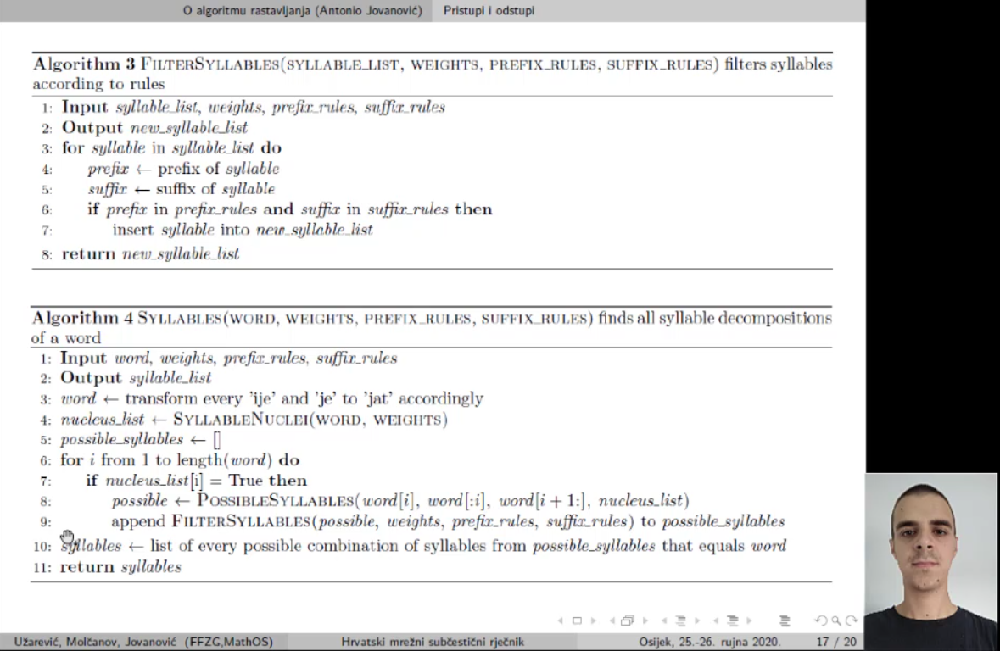 O algoritmu rastavljanja (Antonio Jovanović) Pristupi i odstupi
Algorithm 3 FILTERSYLLABLES(SYLLABLE_LIST, WEIGHTS, PREFIX_RULES, SUFFIX_RULES) filters syllables
according to rules
1: Input syllable_list, weights, prefix_rules, suffix_rules
2: Output new_syllable_list
3: for syllable in syllable_list do
4: prefix ← prefix of syllable
5: suffix ← suffix of syllable
6: if prefix in prefix_rules and suffix in suffix_rules then
7: insert syllable into new_syllable_list
8: return new_syllable_list
Algorithm 4 SYLLABLES(WORD, WEIGHTS, PREFIX_RULES, SUFFIX_RULES) finds all syllable decompositions
of a word
1: Input word, weights, prefix_rules, suffix_rules
2: Output syllable_list
3: word ← transform every 'ije' and 'je' to 'jat' accordingly
4: nucleus_list ← SYLLABLENUCLEI(WORD, WEIGHTS)
5: possible_syllables ← []
6: for i from 1 to length(word) do
7: if nucleus_list[i] = True then
8: possible ← POSSIBLESYLLABLES(word[i], word[:i], word[i + 1:], nucleus_list)
9: append FILTERSYLLABLES(possible, weights, prefix_rules, suffix_rules) to possible_syllables
10: syllables ← list of every possible combination of syllables from possible_syllables that equals word
11: return syllables
Užarević, Molčanov, Jovanović (FFZG,MathOS) Hrvatski mrežni subčestični rječnik Osijek, 25.-26. rujna 2020. 17 / 20